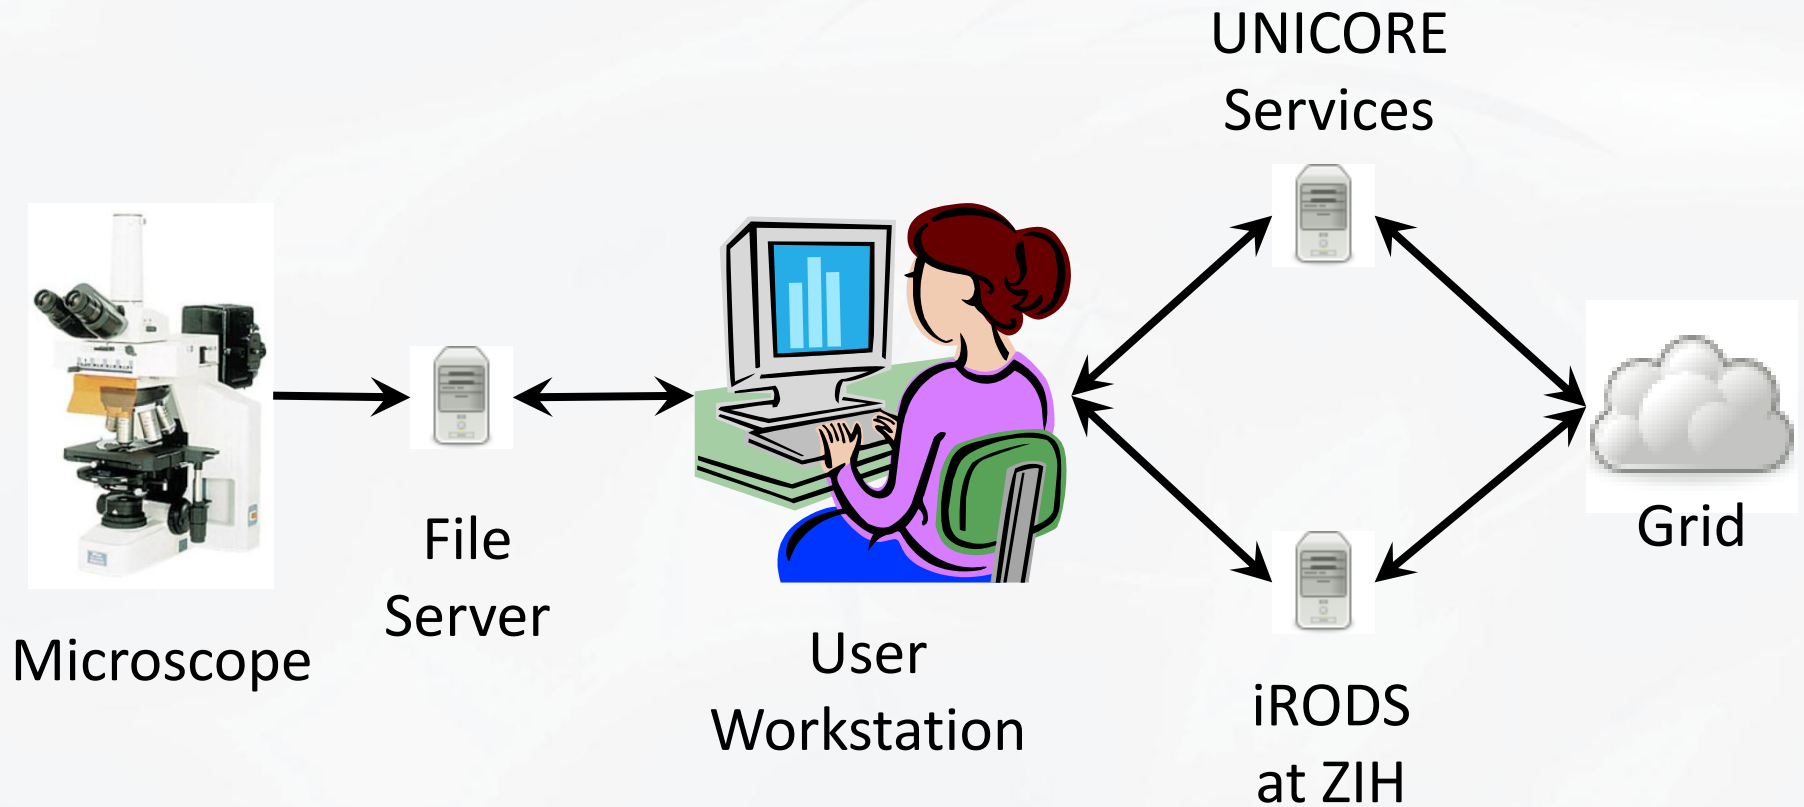 UNICORE
Services
Microscope
File
Server
User
Workstation
iRODS
at ZIH
Grid